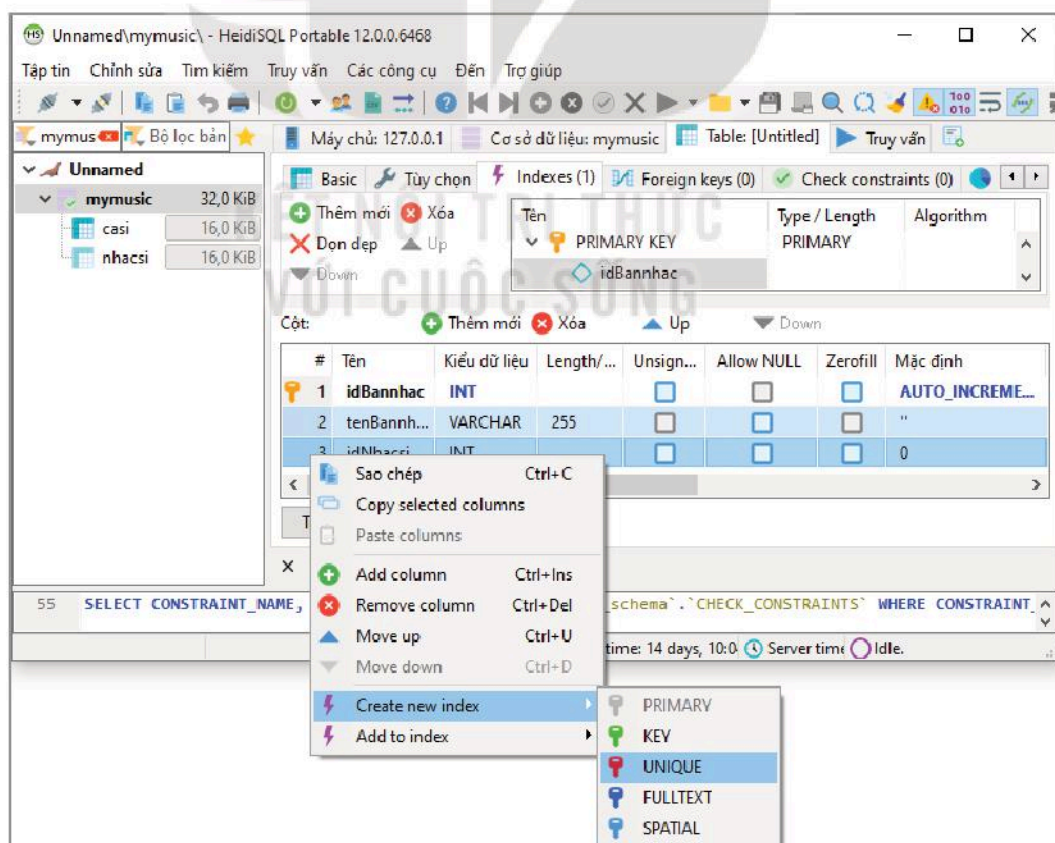 Unnamed\mymusic\ - HeidiSQL Portable 12.0.0.6468
Tập tin Chỉnh sửa Tìm kiếm Truy vấn Các công cụ Đến Trợ giúp
mymus Bộ lọc bản Máy chủ: 127.0.0.1 Cơ sở dữ liệu: mymusic Table: [Untitled] Truy vấn
Unnamed
mymusic 32,0 KiB
casi 16,0 KiB
nhacsi 16,0 KiB
Basic Tùy chọn Indexes (1) Foreign keys (0) Check constraints (0)
Thêm mới Xóa
Dọn dẹp Up
Down
Tên Type / Length Algorithm
PRIMARY KEY PRIMARY
idBannhac
KẾT NỐI TRI THỨC
VỚI CUỘC SỐNG
Cột: Thêm mới Xóa Up Down
# Tên Kiểu dữ liệu Length/... Unsign... Allow NULL Zerofill Mặc định
1 idBannhac INT AUTO_INCREME...
2 tenBannh... VARCHAR 255 ''
3 idNhacsi INT 0
Sao chép Ctrl+C
Copy selected columns
Paste columns
Add column Ctrl+Ins
Remove column Ctrl+Del
Move up Ctrl+U
Move down Ctrl+D
Create new index
Add to index
PRIMARY
KEY
UNIQUE
FULLTEXT
SPATIAL
55 SELECT CONSTRAINT_NAME, _schema`.`CHECK_CONSTRAINTS` WHERE CONSTRAINT_
time: 14 days, 10:0 Server time Idle.